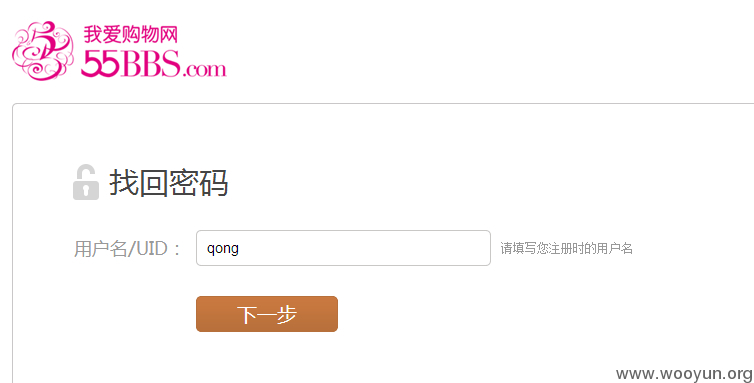 我爱购物网
55BBS.com
找回密码
用户名/UID：
qong
请填写您注册时的用户名
下一步
www.wooyun.org